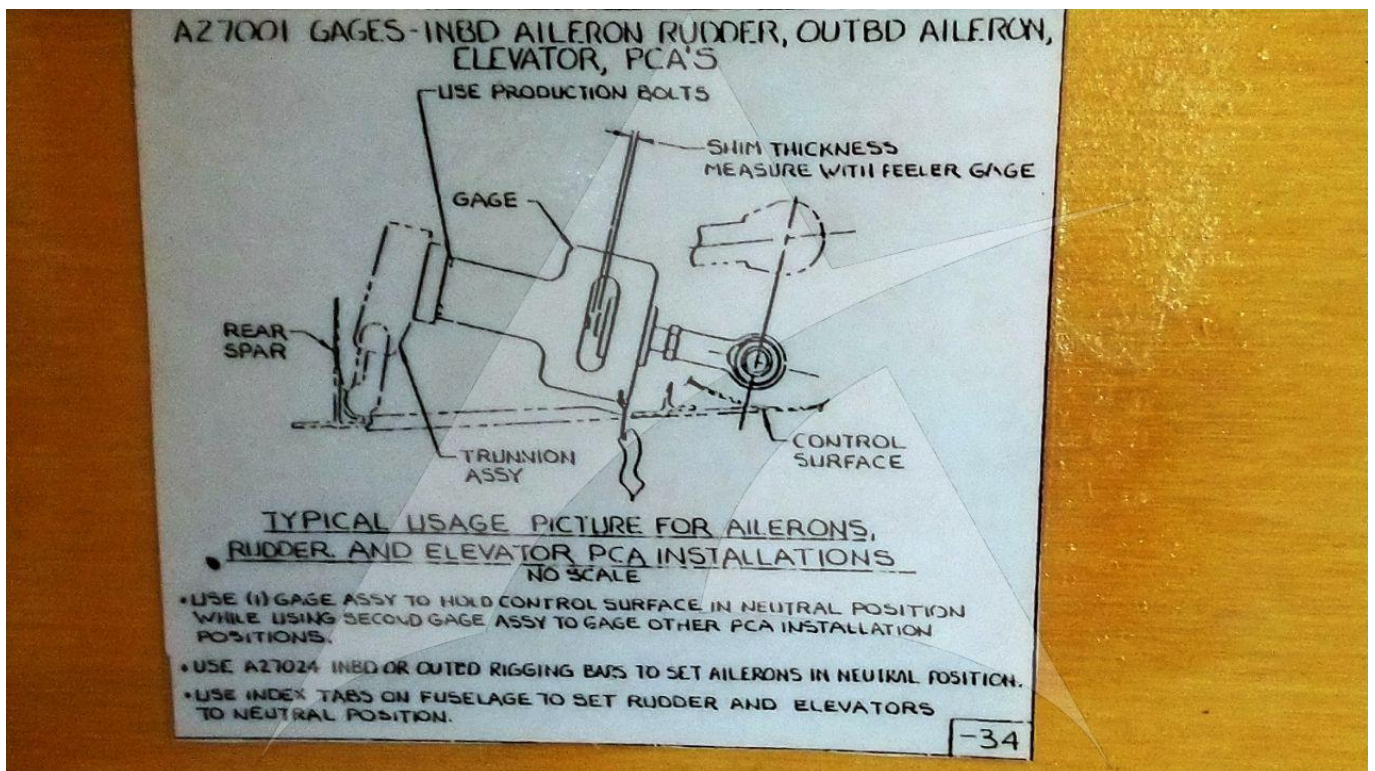 A27001 GAGES-INBD AILERON RUDDER, OUTBD AILERON,
ELEVATOR, PCA'S
USE PRODUCTION BOLTS
SHIM THICKNESS
MEASURE WITH FEELER GAGE
GAGE
REAR
SPAR
TRUNNION
ASSY
CONTROL
SURFACE
TYPICAL USAGE PICTURE FOR AILERONS,
RUDDER AND ELEVATOR PCA INSTALLATIONS
NO SCALE
•USE (1) GAGE ASSY TO HOLD CONTROL SURFACE IN NEUTRAL POSITION
WHILE USING SECOND GAGE ASSY TO GAGE OTHER PCA INSTALLATION
POSITIONS.
•USE A27024 INBD OR OUTBD RIGGING BARS TO SET AILERONS IN NEUTRAL POSITION.
•USE INDEX TABS ON FUSELAGE TO SET RUDDER AND ELEVATORS
TO NEUTRAL POSITION.
-34